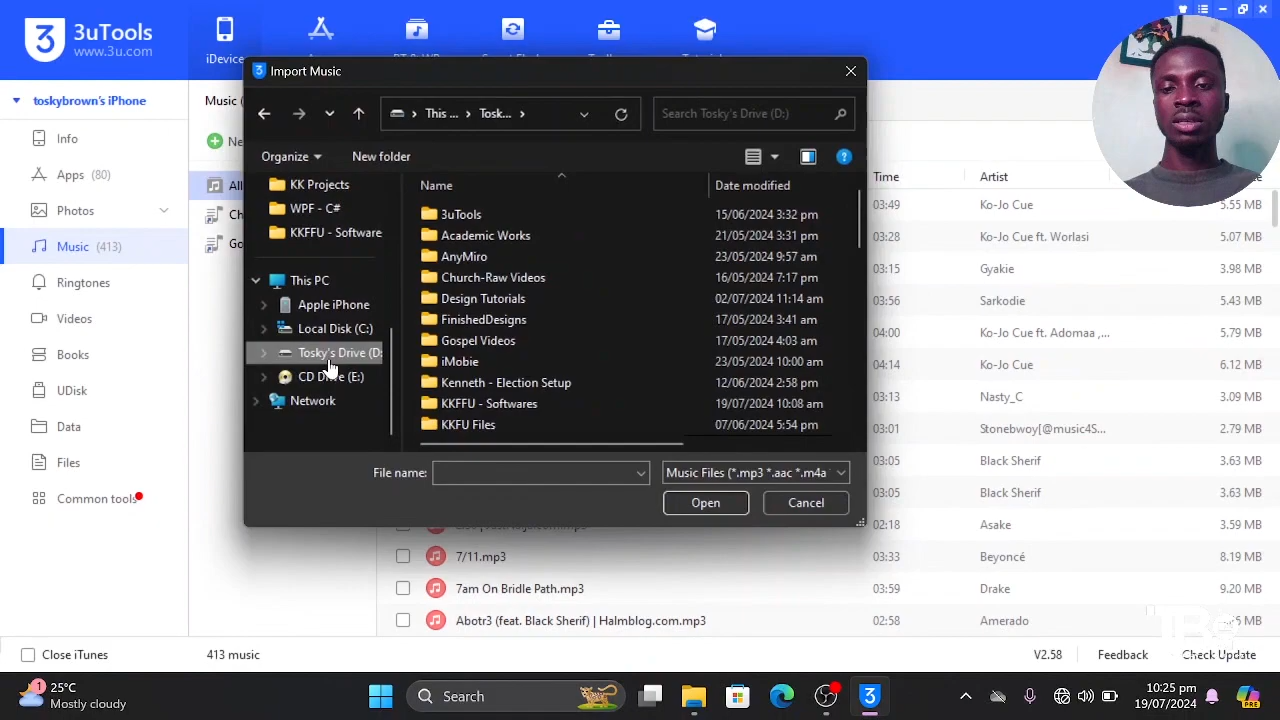 3 3uTools
www.3u.com
iDevice
Tutorials
toskybrown's iPhone
Info
Apps (80)
Photos
Music (413)
Ringtones
Videos
Books
UDisk
Data
Files
Common tools
Music (
Ne
All
Ch
Go
3 Import Music
This ... > Tosk... >
Search Tosky's Drive (D:)
Organize
New folder
KK Projects
WPF - C#
KKFFU - Software
This PC
Apple iPhone
Local Disk (C:)
Tosky's Drive (D:
CD Drive (E:)
Network
Name Date modified
3uTools 15/06/2024 3:32 pm
Academic Works 21/05/2024 3:31 pm
AnyMiro 23/05/2024 9:57 am
Church-Raw Videos 16/05/2024 7:17 pm
Design Tutorials 02/07/2024 11:14 am
FinishedDesigns 17/05/2024 3:41 am
Gospel Videos 17/05/2024 4:03 am
iMobie 23/05/2024 10:00 am
Kenneth - Election Setup 12/06/2024 2:58 pm
KKFFU - Softwares 19/07/2024 10:08 am
KKFU Files 07/06/2024 5:54 pm
File name:
Music Files (*.mp3 *.aac *.m4a
Open
Cancel
Time Artist
03:49 Ko-Jo Cue 5.55 MB
03:28 Ko-Jo Cue ft. Worlasi 5.07 MB
03:15 Gyakie 3.98 MB
03:56 Sarkodie 5.43 MB
04:00 Ko-Jo Cue ft. Adomaa ,... 5.79 MB
04:14 Ko-Jo Cue 6.12 MB
03:13 Nasty_C 3.09 MB
03:01 Stonebwoy[@music4S... 2.79 MB
03:05 Black Sherif 3.63 MB
03:05 Black Sherif 3.63 MB
02:18 Asake 3.59 MB
7/11.mp3 03:33 Beyoncé 8.19 MB
7am On Bridle Path.mp3 03:59 Drake 9.20 MB
Abotr3 (feat. Black Sherif) | Halmblog.com.mp3 02:58 Amerado MB
Close iTunes
413 music
V2.58
Feedback
Check Update
1
25°C
Mostly cloudy
Search
3
10:25 pm
19/07/2024
PRE